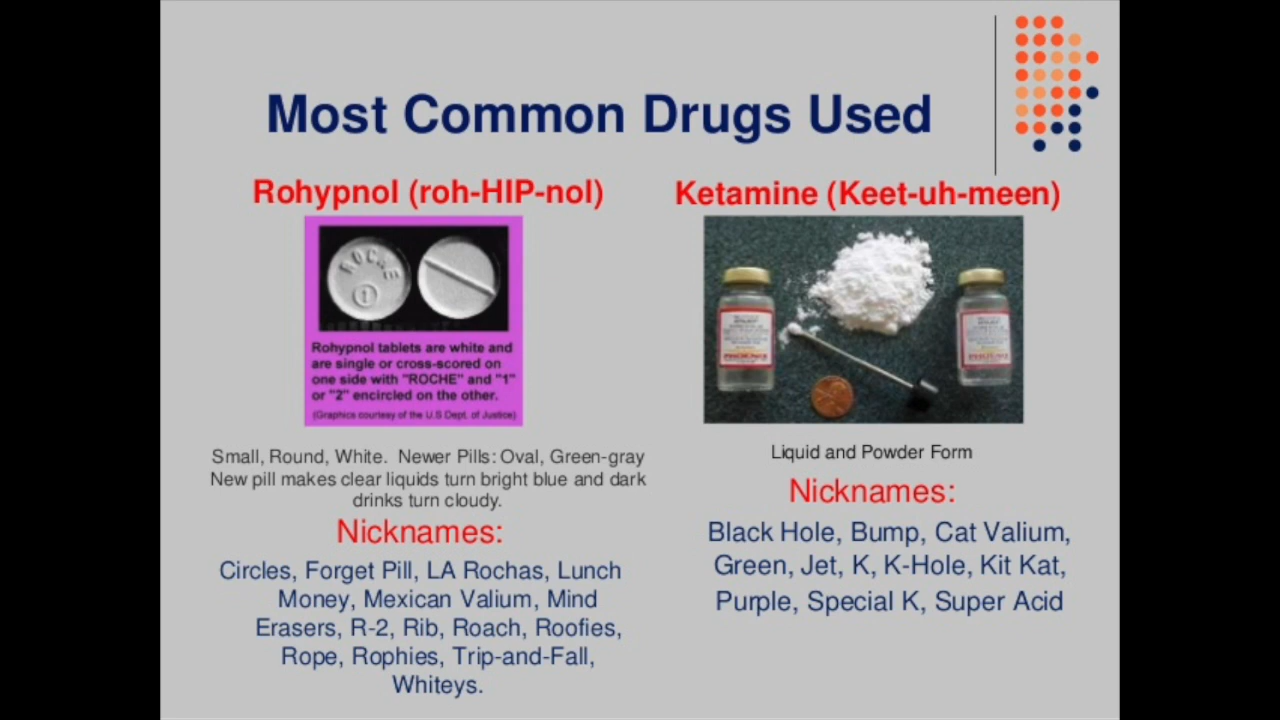 Most Common Drugs Used
Rohypnol (roh-HIP-nol)
ROCHE
1
Rohypnol tablets are white and
are single or cross-scored on
one side with "ROCHE" and "1"
or "2" encircled on the other.
(Graphics courtesy of the U.S Dept. of Justice)
Small, Round, White. Newer Pills: Oval, Green-gray
New pill makes clear liquids turn bright blue and dark
drinks turn cloudy.
Nicknames:
Circles, Forget Pill, LA Rochas, Lunch
Money, Mexican Valium, Mind
Erasers, R-2, Rib, Roach, Roofies,
Rope, Rophies, Trip-and-Fall,
Whiteys.
Ketamine (Keet-uh-meen)
Liquid and Powder Form
Nicknames:
Black Hole, Bump, Cat Valium,
Green, Jet, K, K-Hole, Kit Kat,
Purple, Special K, Super Acid